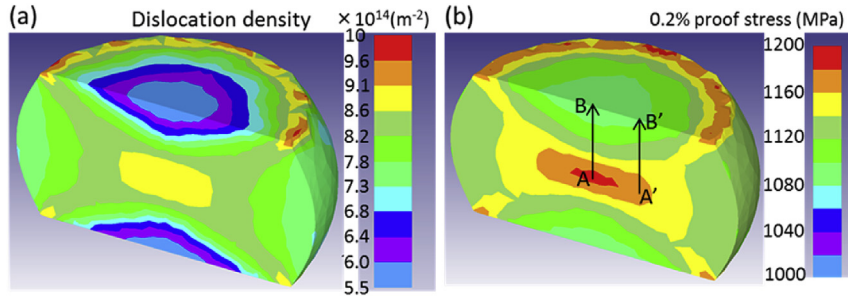 (a) Dislocation density
× 10¹⁴(m⁻²)
10
9.6
9.1
8.6
8.2
7.8
7.3
6.8
6.4
6.0
5.5
(b) 0.2% proof stress (MPa)
1200
1160
1120
1080
1040
1000
B
B’
A
A’